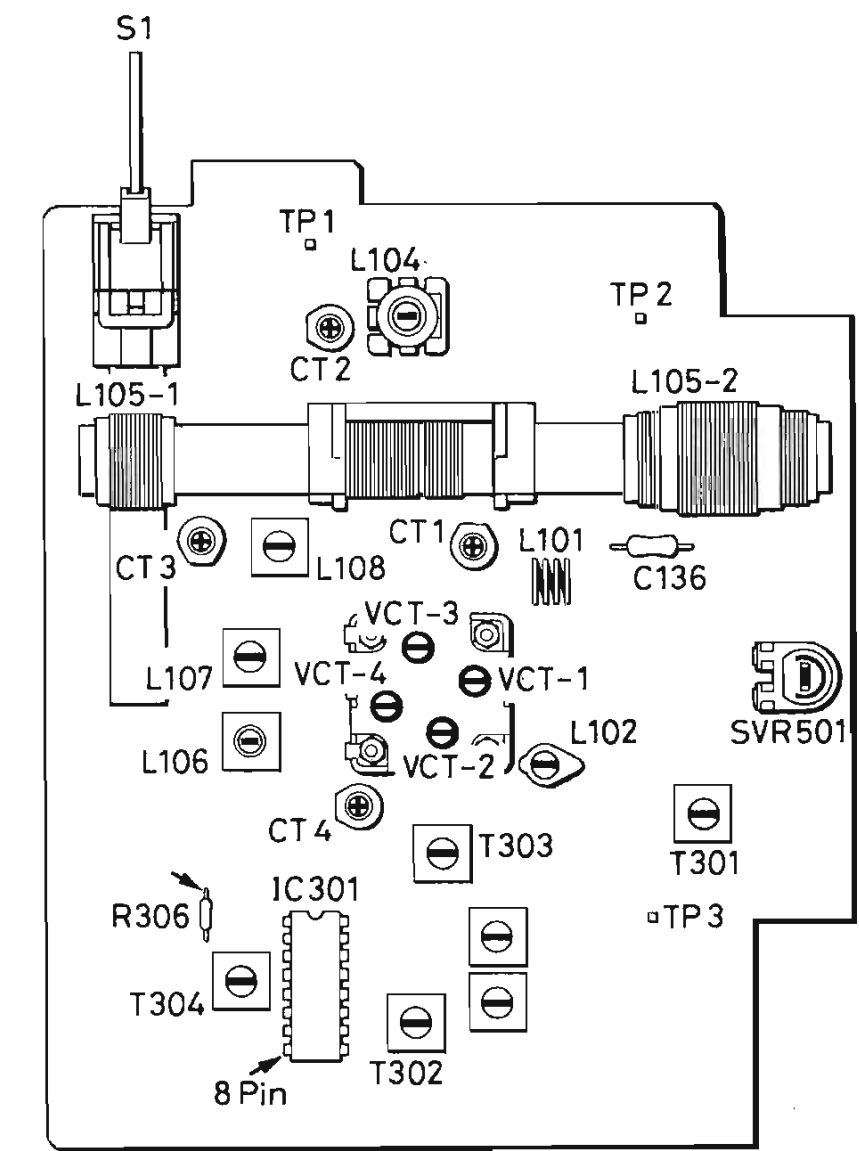 S1
TP1
L104
TP2
CT2
L105-1
L105-2
CT1
L101
CT3
L108
C136
VCT-3
L107
VCT-4
VCT-1
SVR501
L106
L102
VCT-2
CT4
T303
T301
IC301
R306
TP3
T304
T302
8 Pin